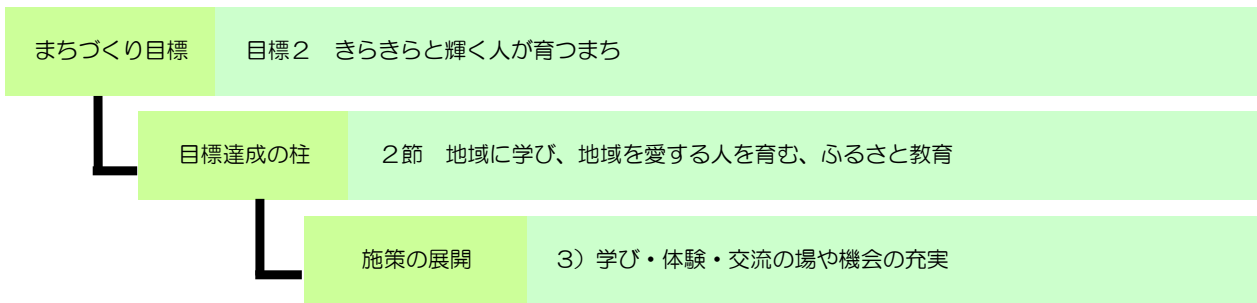 まちづくり目標　目標２　きらきらと輝く人が育つまち
目標達成の柱　２節　地域に学び、地域を愛する人を育む、ふるさと教育
施策の展開　3）学び・体験・交流の場や機会の充実